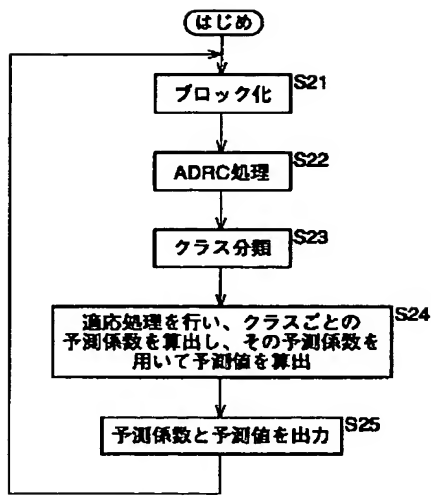 はじめ
ブロック化
S21
ADRC処理
S22
クラス分類
S23
適応処理を行い、クラスごとの
予測係数を算出し、その予測係数を
用いて予測値を算出
S24
予測係数と予測値を出力
S25